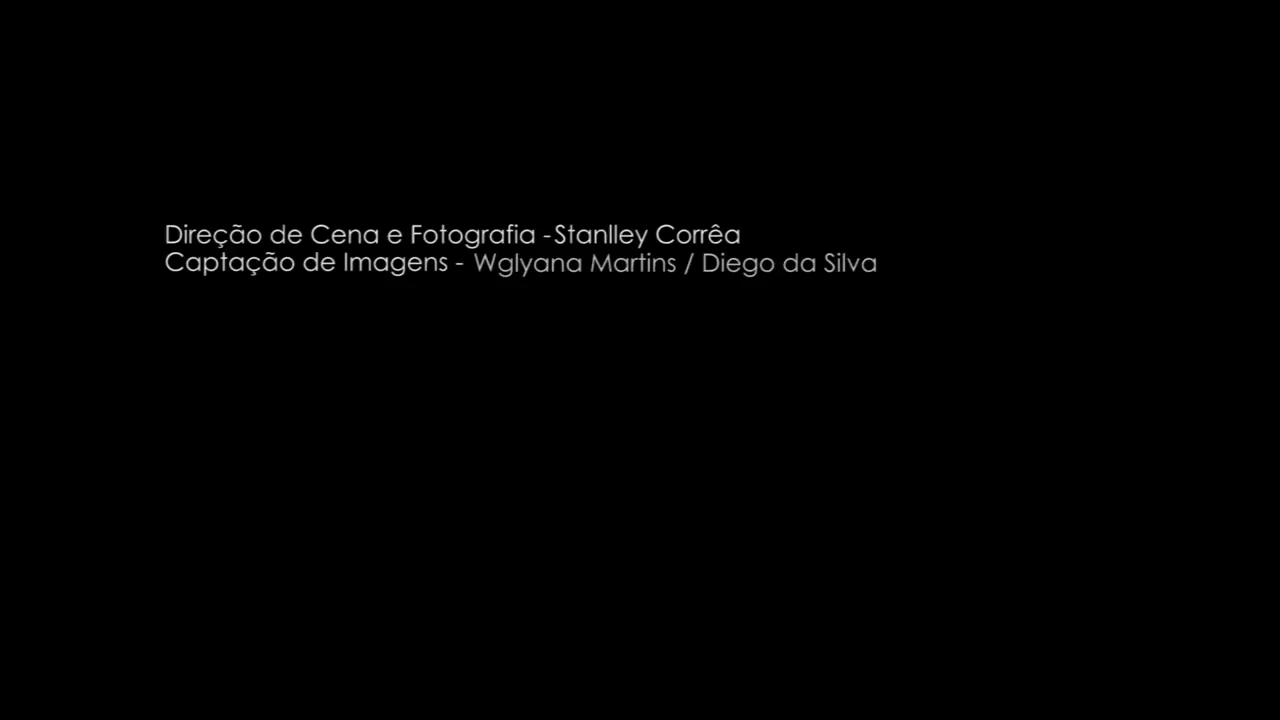 Direção de Cena e Fotografia -Stanlley Corrêa
Captação de Imagens - Wglyana Martins / Diego da Silva